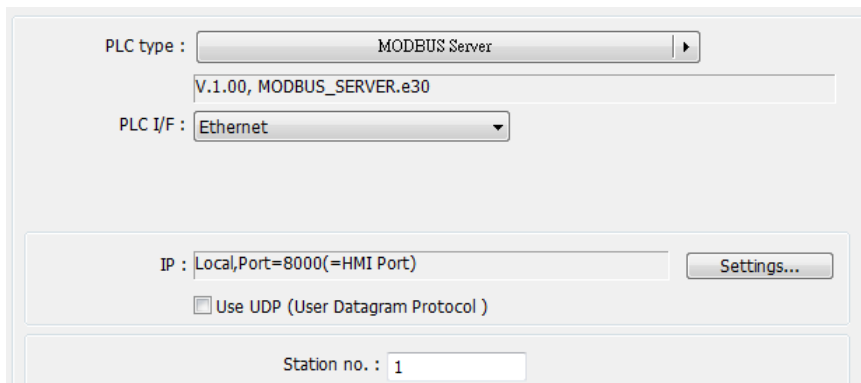 PLC type : MODBUS Server
V.1.00, MODBUS_SERVER.e30
PLC I/F : Ethernet
IP : Local,Port=8000(=HMI Port) Settings...
Use UDP (User Datagram Protocol )
Station no. : 1